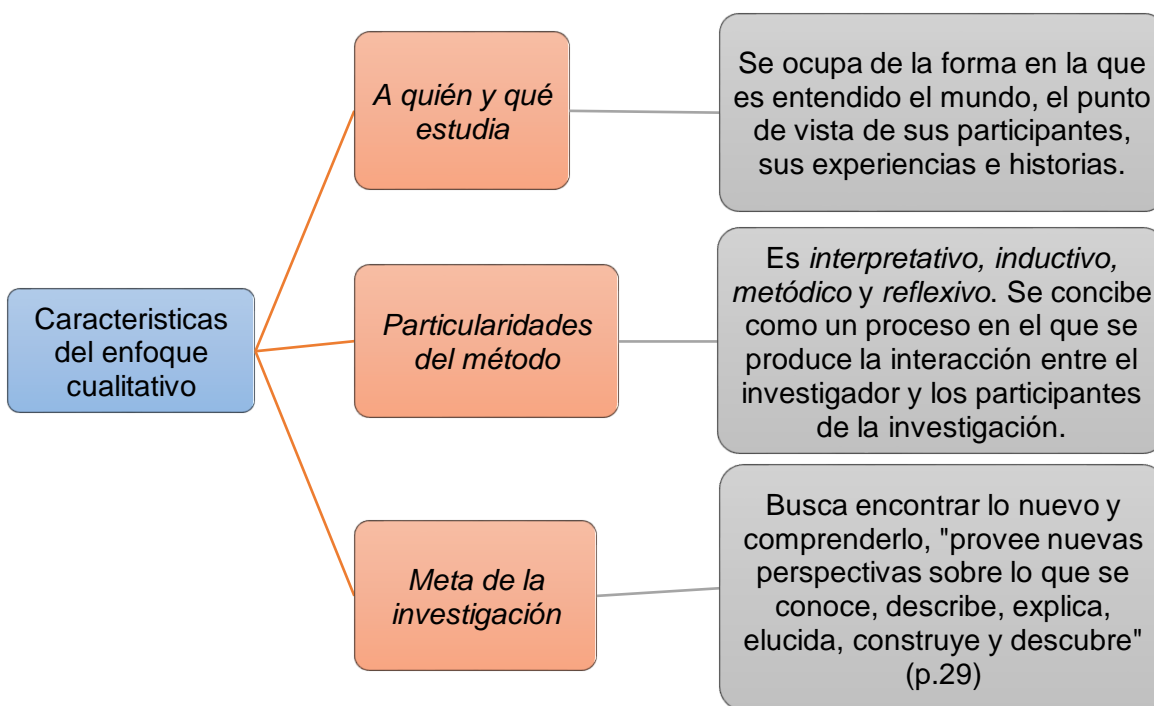 Caracteristicas
del enfoque
cualitativo
A quién y qué
estudia
Se ocupa de la forma en la que
es entendido el mundo, el punto
de vista de sus participantes,
sus experiencias e historias.
Particularidades
del método
Es interpretativo, inductivo,
metódico y reflexivo. Se concibe
como un proceso en el que se
produce la interacción entre el
investigador y los participantes
de la investigación.
Meta de la
investigación
Busca encontrar lo nuevo y
comprenderlo, "provee nuevas
perspectivas sobre lo que se
conoce, describe, explica,
elucida, construye y descubre"
(p.29)